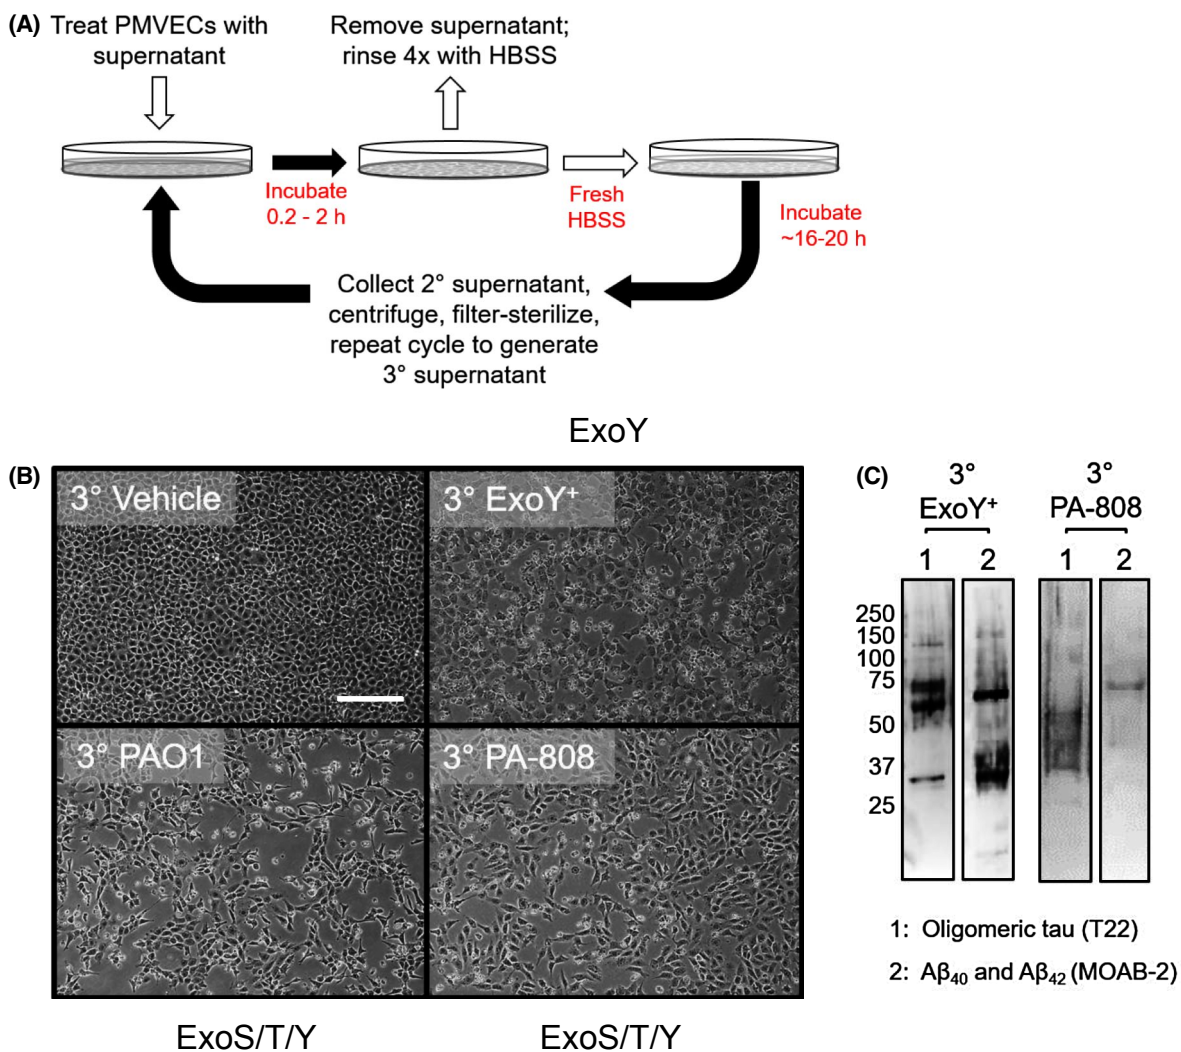 (A) Treat PMVECs with
supernatant
Remove supernatant;
rinse 4x with HBSS
Incubate
0.2 - 2 h
Fresh
HBSS
Incubate
~16-20 h
Collect 2° supernatant,
centrifuge, filter-sterilize,
repeat cycle to generate
3° supernatant
ExoY
(B)
3° Vehicle
3° ExoY⁺
3° PAO1
3° PA-808
ExoS/T/Y
ExoS/T/Y
(C)
3°
ExoY⁺
3°
PA-808
1 2 1 2
250
150
100
75
50
37
25
1: Oligomeric tau (T22)
2: Aβ₄₀ and Aβ₄₂ (MOAB-2)